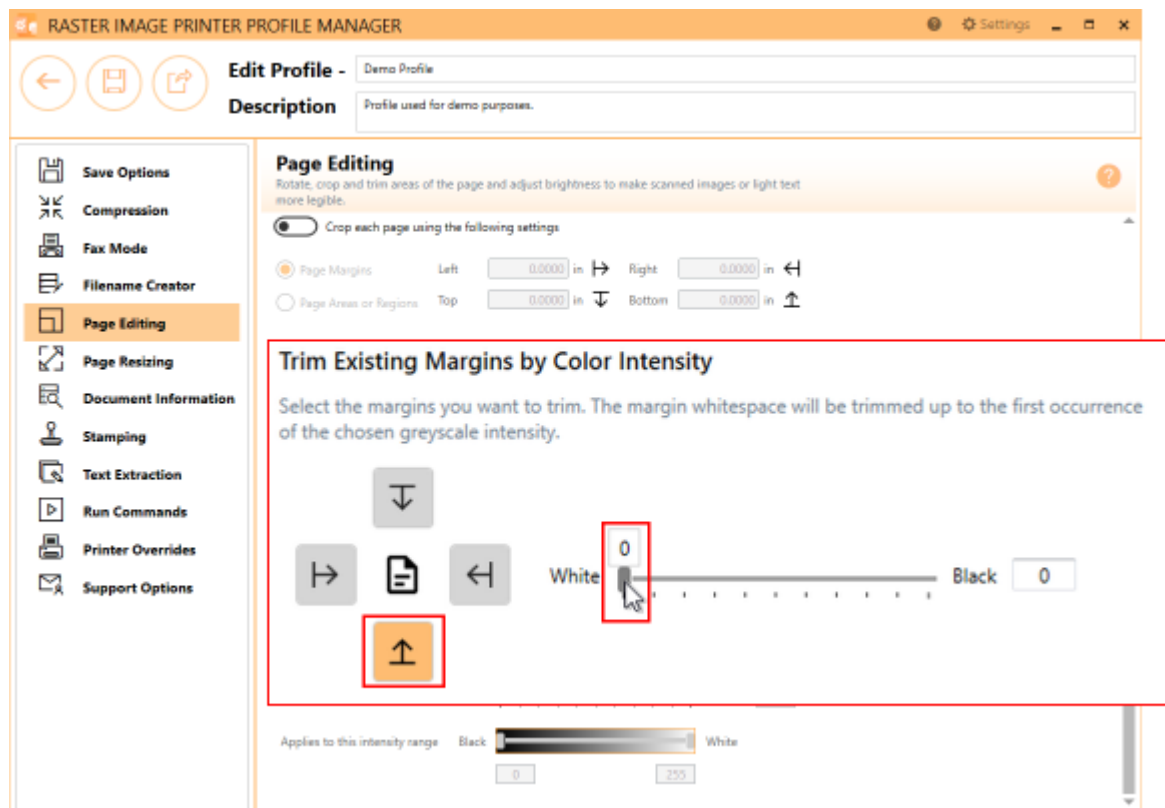 RASTER IMAGE PRINTER PROFILE MANAGER
Settings
Edit Profile - Demo Profile
Description Profile used for demo purposes.
Save Options
Compression
Fax Mode
Filename Creator
Page Editing
Page Resizing
Document Information
Stamping
Text Extraction
Run Commands
Printer Overrides
Support Options
Page Editing
Rotate, crop and trim areas of the page and adjust brightness to make scanned images or light text
more legible.
Crop each page using the following settings
Page Margins Left 0.0000 in Right 0.0000 in
Page Areas or Regions Top 0.0000 in Bottom 0.0000 in
Trim Existing Margins by Color Intensity
Select the margins you want to trim. The margin whitespace will be trimmed up to the first occurrence
of the chosen greyscale intensity.
0
White Black 0
Applies to this intensity range Black White
0 255